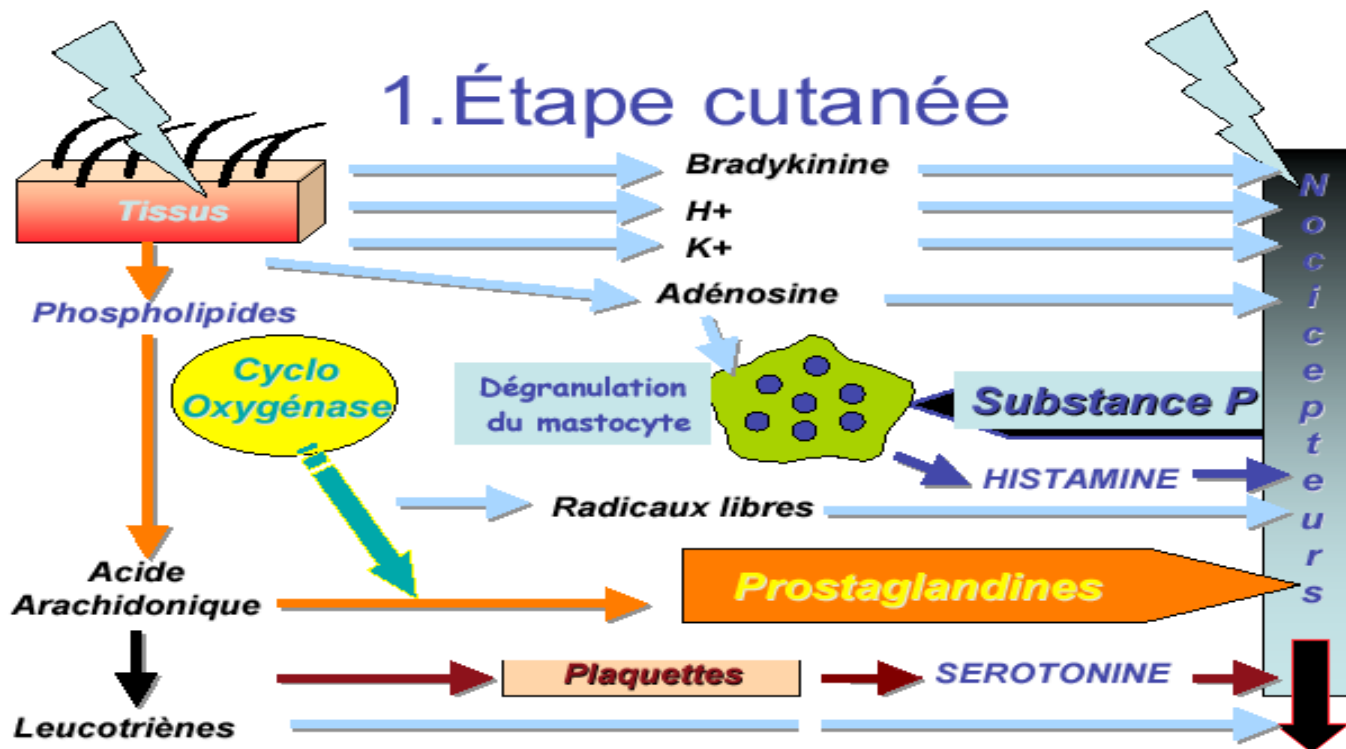 1.Étape cutanée
Tissus
Bradykinine
H+
K+
Adénosine
Phospholipides
Cyclo
Oxygénase
Dégranulation
du mastocyte
Substance P
HISTAMINE
Radicaux libres
Acide
Arachidonique
Prostaglandines
Plaquettes
SEROTONINE
Leucotriènes
Nocicepteurs